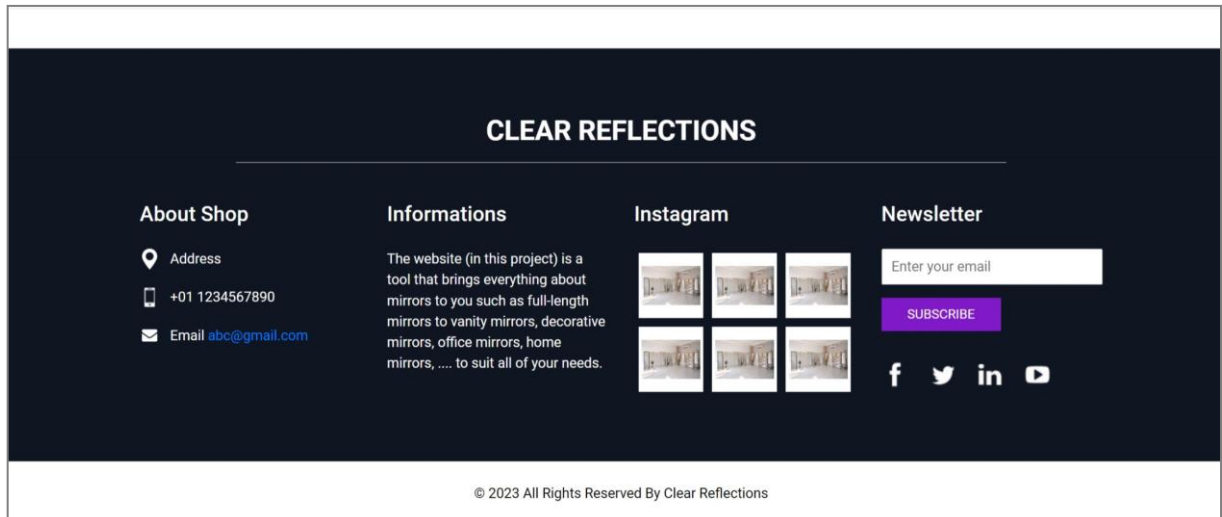 CLEAR REFLECTIONS
About Shop
Address
+01 1234567890
Email abc@gmail.com
Informations
The website (in this project) is a
tool that brings everything about
mirrors to you such as full-length
mirrors to vanity mirrors, decorative
mirrors, office mirrors, home
mirrors, .... to suit all of your needs.
Instagram
Newsletter
Enter your email
SUBSCRIBE
© 2023 All Rights Reserved By Clear Reflections